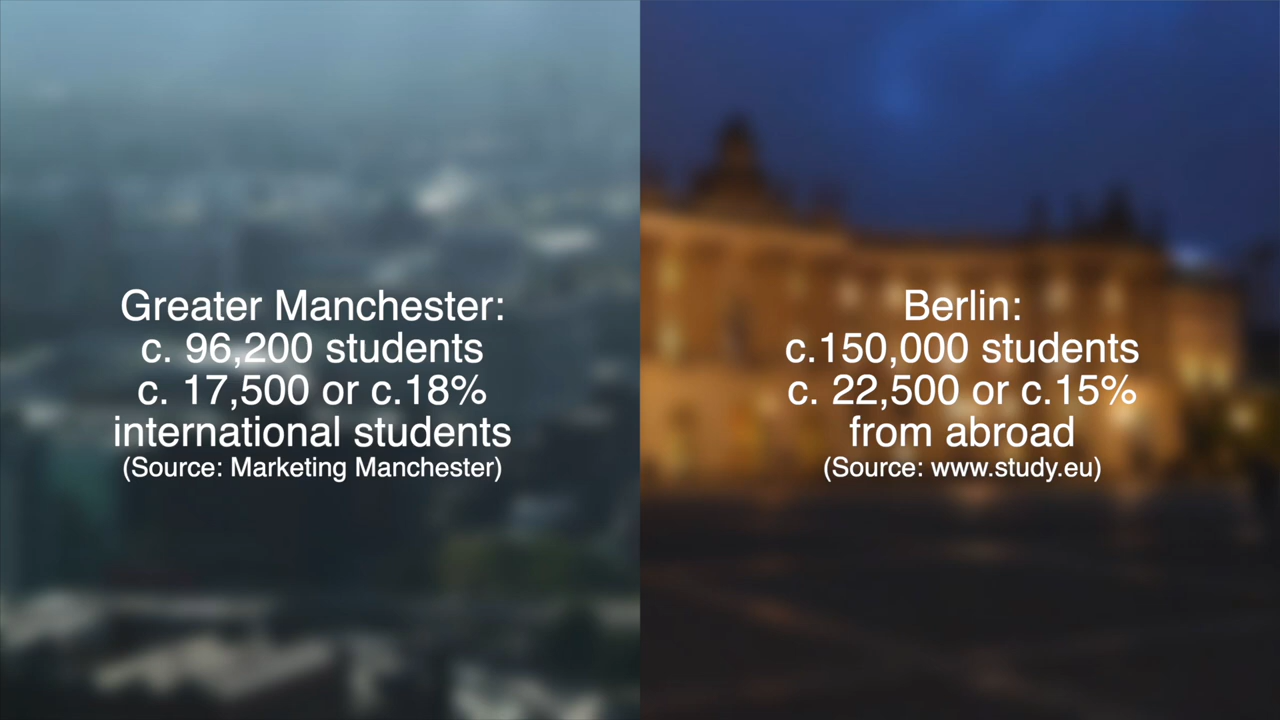 Greater Manchester:
c. 96,200 students
c. 17,500 or c.18%
international students
(Source: Marketing Manchester)
Berlin:
c.150,000 students
c. 22,500 or c.15%
from abroad
(Source: www.study.eu)